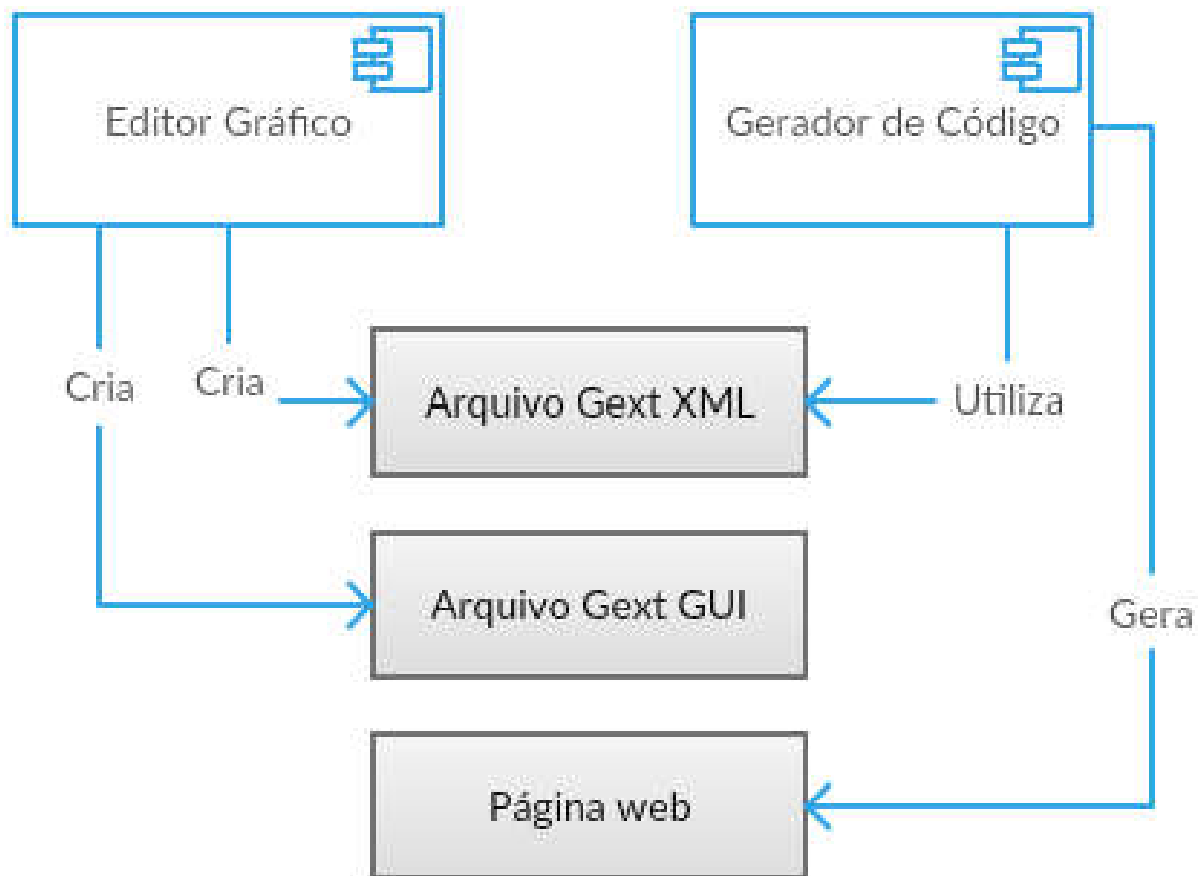 Editor Gráfico
Gerador de Código
Cria
Cria
Arquivo Gext XML
Utiliza
Arquivo Gext GUI
Gera
Página web